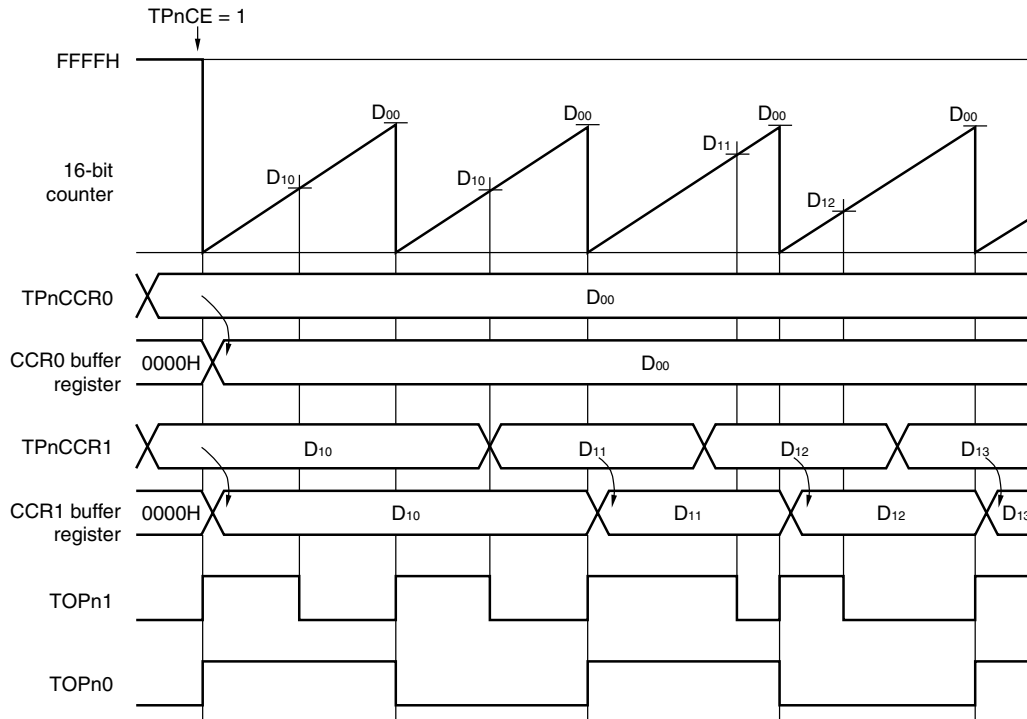 TPnCE = 1
FFFFH
D00 D00 D00 D00
D11
D10 D10
16-bit
counter
D12
TPnCCR0 D00
CCR0 buffer
register
0000H D00
TPnCCR1 D10 D11 D12 D13
CCR1 buffer
register
0000H D10 D11 D12 D13
TOPn1
TOPn0